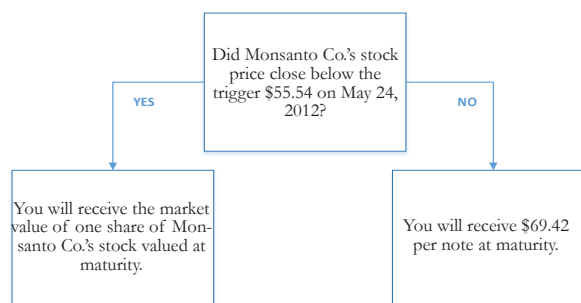 Did Monsanto Co.'s stock
price close below the
trigger $55.54 on May 24,
2012?
YES
NO
You will receive the market
value of one share of Mon-
santo Co.'s stock valued at
maturity.
You will receive $69.42
per note at maturity.